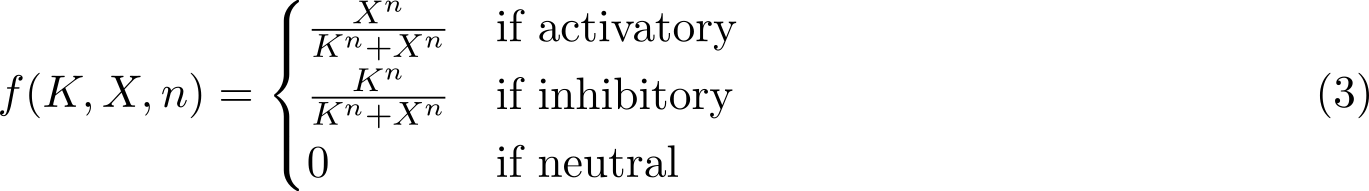 f(K, X, n) = { X^n / (K^n + X^n) if activatory
K^n / (K^n + X^n) if inhibitory (3)
0 if neutral